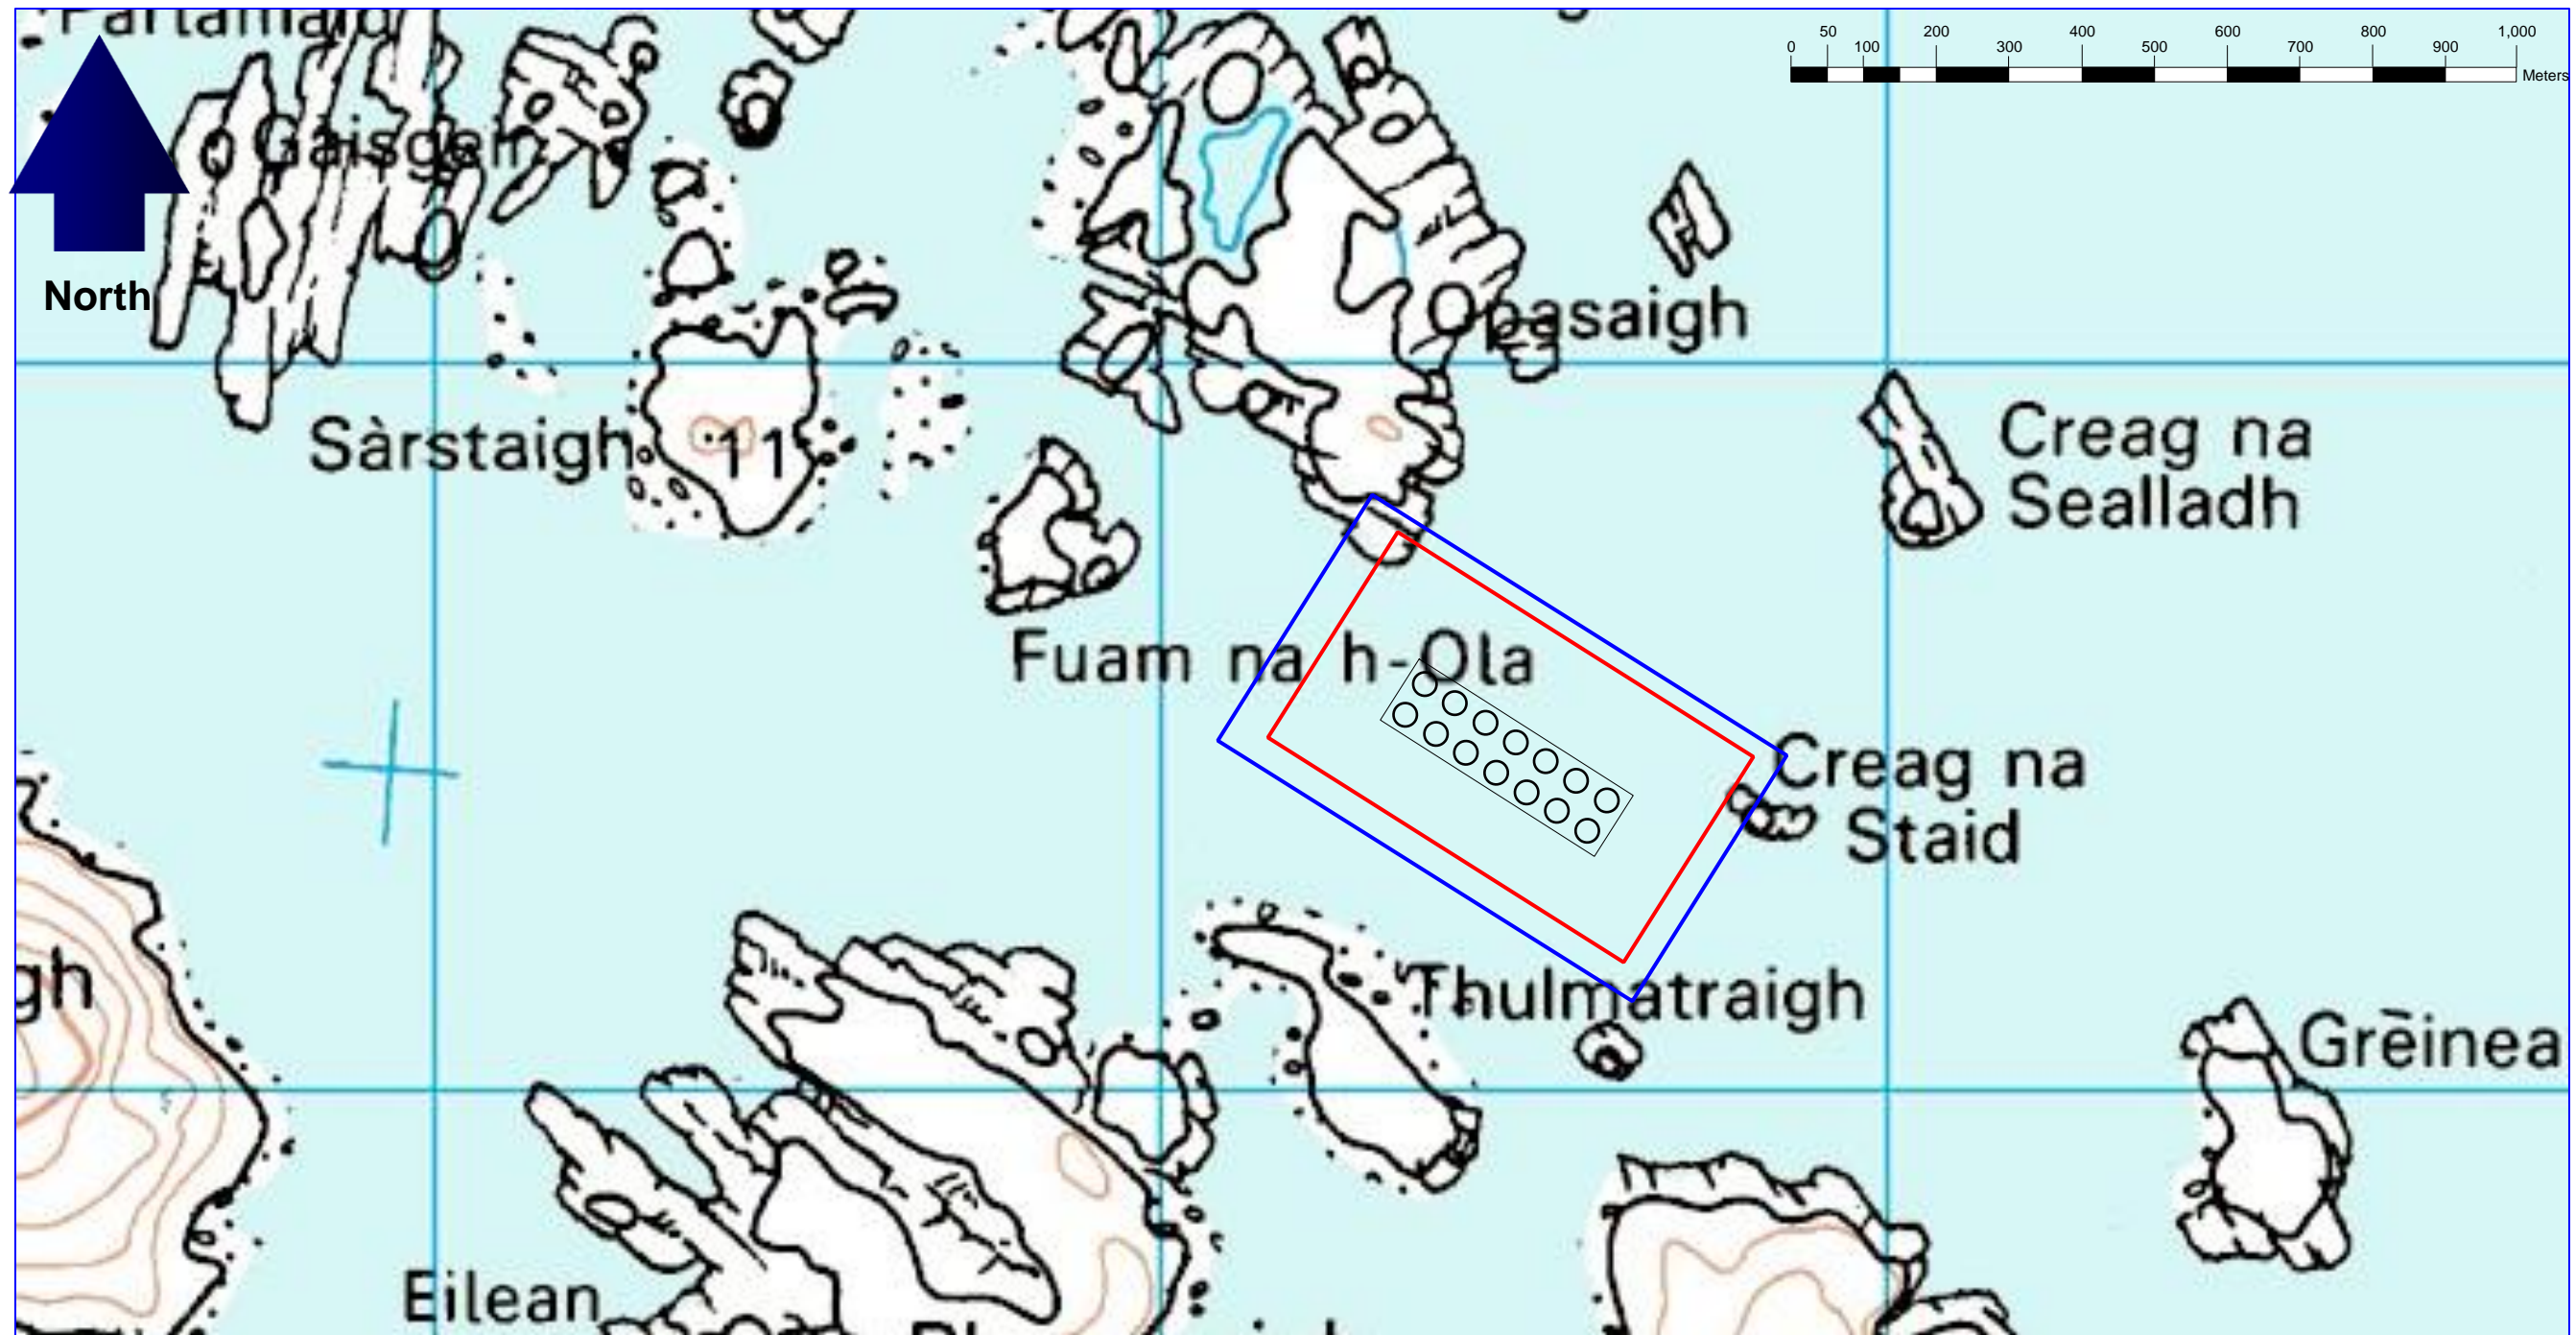 0 50 100 200 300 400 500 600 700 800 900 1,000
Meters
Gàisgein
North
Opasaigh
Sàrstaigh
11
Creag na
Sealladh
Fuam na h-Ola
Creag na
Staid
gh
Thulmatraigh
Grèinea
Eilean